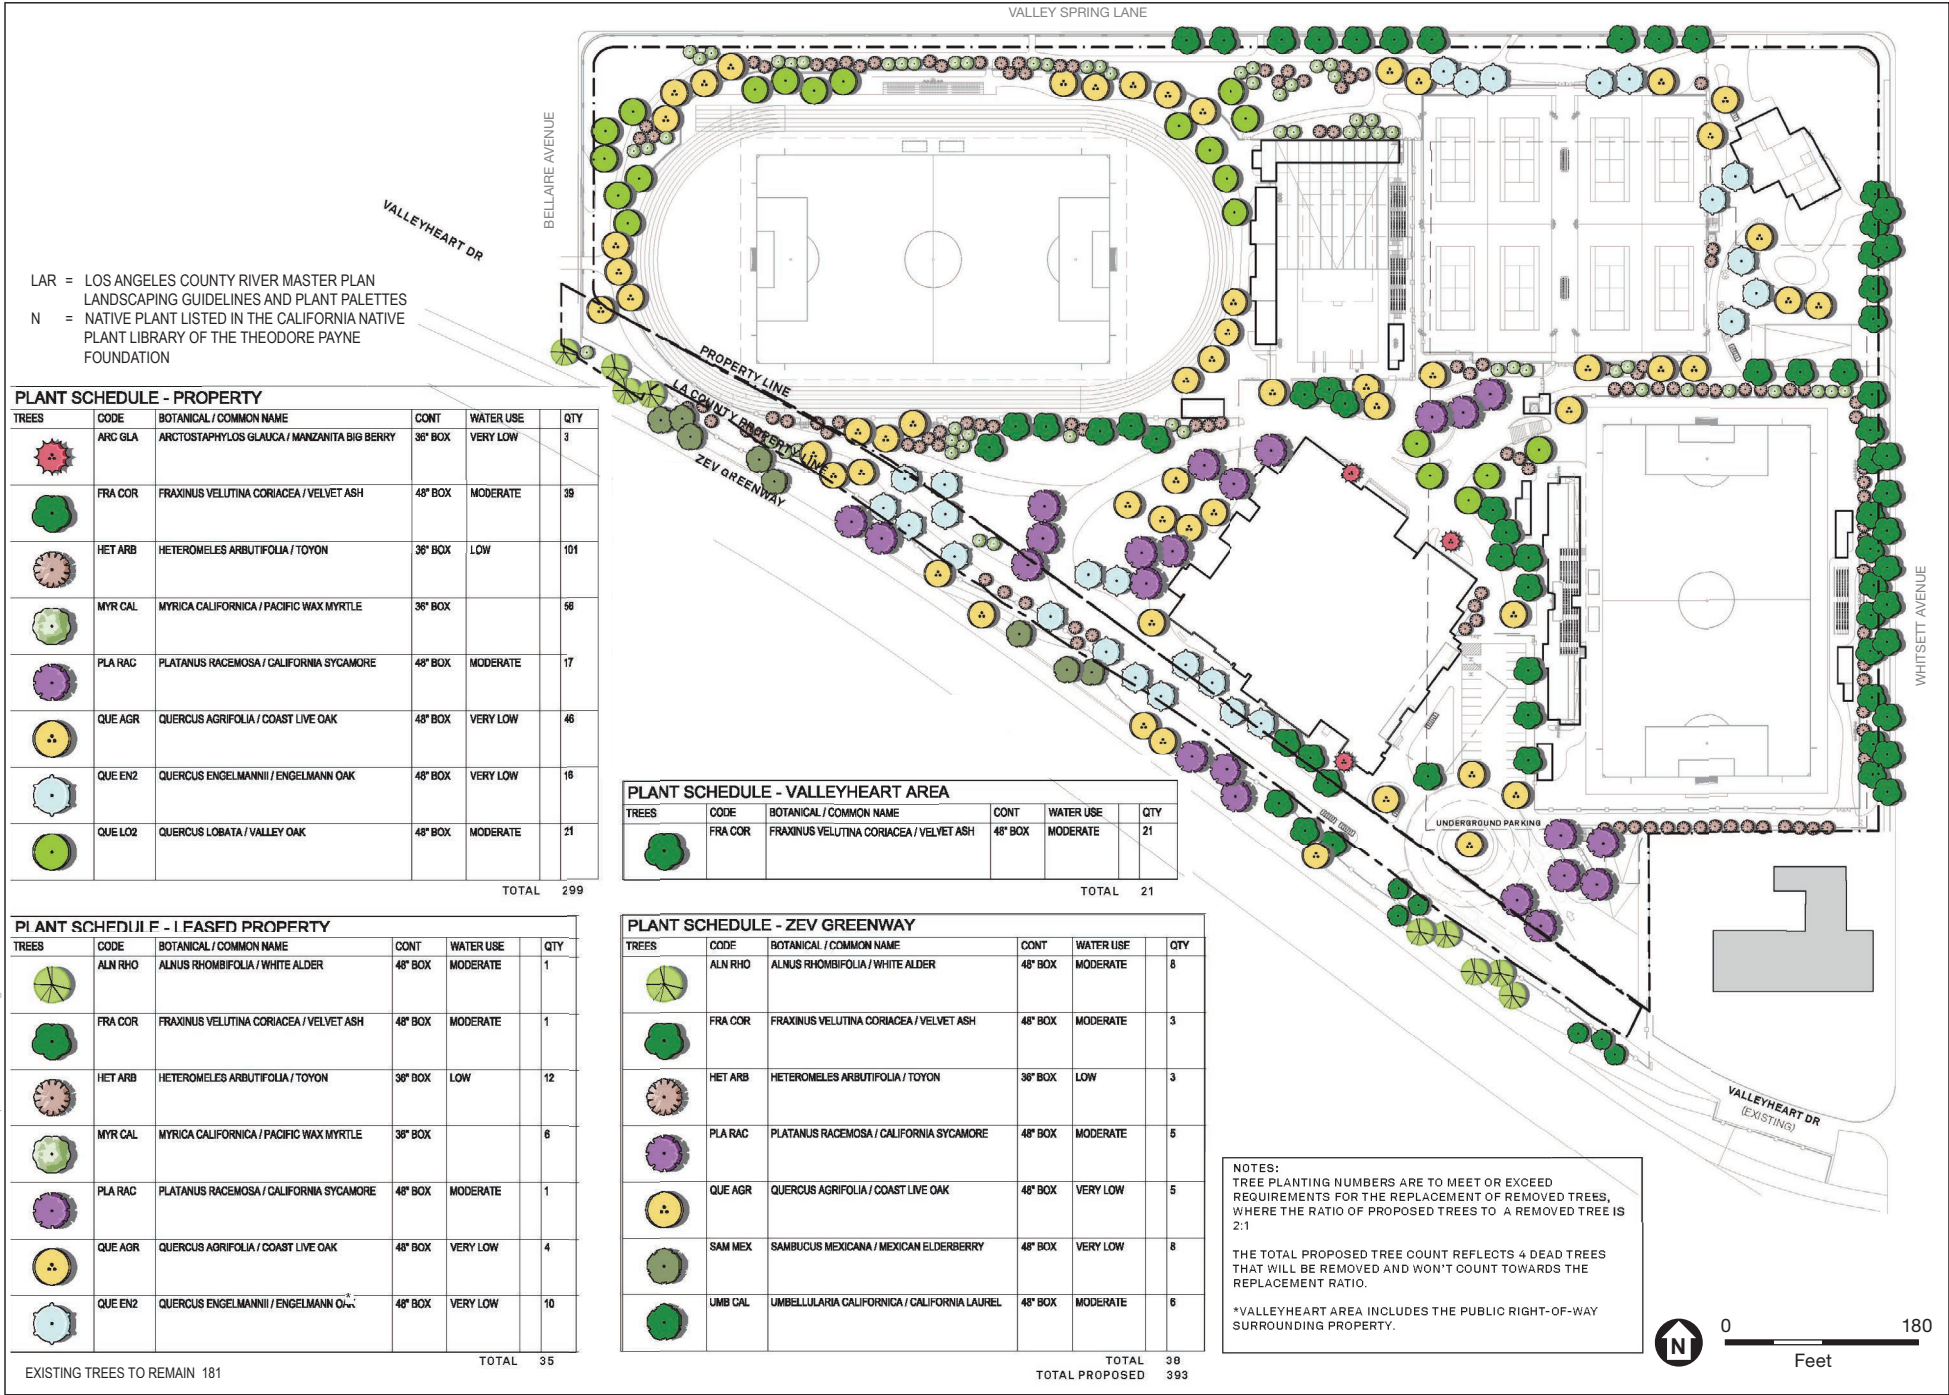 VALLEY SPRING LANE
BELLAIRE AVENUE
VALLEYHEART DR
LAR = LOS ANGELES COUNTY RIVER MASTER PLAN
LANDSCAPING GUIDELINES AND PLANT PALETTES
N = NATIVE PLANT LISTED IN THE CALIFORNIA NATIVE
PLANT LIBRARY OF THE THEODORE PAYNE
FOUNDATION
PROPERTY LINE
LA COUNTY PROPERTY LINE
ZEV GREENWAY
WHITSETT AVENUE
UNDERGROUND PARKING
VALLEYHEART DR
(EXISTING)
PLANT SCHEDULE - PROPERTY
TREES CODE BOTANICAL / COMMON NAME CONT WATER USE QTY
ARC GLA ARCTOSTAPHYLOS GLAUCA / MANZANITA BIG BERRY 36" BOX VERY LOW 3
FRA COR FRAXINUS VELUTINA CORIACEA / VELVET ASH 48" BOX MODERATE 39
HET ARB HETEROMELES ARBUTIFOLIA / TOYON 36" BOX LOW 101
MYR CAL MYRICA CALIFORNICA / PACIFIC WAX MYRTLE 36" BOX 56
PLA RAC PLATANUS RACEMOSA / CALIFORNIA SYCAMORE 48" BOX MODERATE 17
QUE AGR QUERCUS AGRIFOLIA / COAST LIVE OAK 48" BOX VERY LOW 46
QUE EN2 QUERCUS ENGELMANNII / ENGELMANN OAK 48" BOX VERY LOW 16
QUE LO2 QUERCUS LOBATA / VALLEY OAK 48" BOX MODERATE 21
TOTAL 299
PLANT SCHEDULE - VALLEYHEART AREA
TREES CODE BOTANICAL / COMMON NAME CONT WATER USE QTY
FRA COR FRAXINUS VELUTINA CORIACEA / VELVET ASH 48" BOX MODERATE 21
TOTAL 21
PLANT SCHEDULE - LEASED PROPERTY
TREES CODE BOTANICAL / COMMON NAME CONT WATER USE QTY
ALN RHO ALNUS RHOMBIFOLIA / WHITE ALDER 48" BOX MODERATE 1
FRA COR FRAXINUS VELUTINA CORIACEA / VELVET ASH 48" BOX MODERATE 1
HET ARB HETEROMELES ARBUTIFOLIA / TOYON 36" BOX LOW 12
MYR CAL MYRICA CALIFORNICA / PACIFIC WAX MYRTLE 36" BOX 6
PLA RAC PLATANUS RACEMOSA / CALIFORNIA SYCAMORE 48" BOX MODERATE 1
QUE AGR QUERCUS AGRIFOLIA / COAST LIVE OAK 48" BOX VERY LOW 4
QUE EN2 QUERCUS ENGELMANNII / ENGELMANN OAK 48" BOX VERY LOW 10
TOTAL 35
EXISTING TREES TO REMAIN 181
PLANT SCHEDULE - ZEV GREENWAY
TREES CODE BOTANICAL / COMMON NAME CONT WATER USE QTY
ALN RHO ALNUS RHOMBIFOLIA / WHITE ALDER 48" BOX MODERATE 8
FRA COR FRAXINUS VELUTINA CORIACEA / VELVET ASH 48" BOX MODERATE 3
HET ARB HETEROMELES ARBUTIFOLIA / TOYON 36" BOX LOW 3
PLA RAC PLATANUS RACEMOSA / CALIFORNIA SYCAMORE 48" BOX MODERATE 5
QUE AGR QUERCUS AGRIFOLIA / COAST LIVE OAK 48" BOX VERY LOW 5
SAM MEX SAMBUCUS MEXICANA / MEXICAN ELDERBERRY 48" BOX VERY LOW 8
UMB CAL UMBELLULARIA CALIFORNICA / CALIFORNIA LAUREL 48" BOX MODERATE 6
TOTAL 38
TOTAL PROPOSED 393
NOTES:
TREE PLANTING NUMBERS ARE TO MEET OR EXCEED
REQUIREMENTS FOR THE REPLACEMENT OF REMOVED TREES,
WHERE THE RATIO OF PROPOSED TREES TO A REMOVED TREE IS
2:1
THE TOTAL PROPOSED TREE COUNT REFLECTS 4 DEAD TREES
THAT WILL BE REMOVED AND WON'T COUNT TOWARDS THE
REPLACEMENT RATIO.
*VALLEYHEART AREA INCLUDES THE PUBLIC RIGHT-OF-WAY
SURROUNDING PROPERTY.
N
0 180
Feet